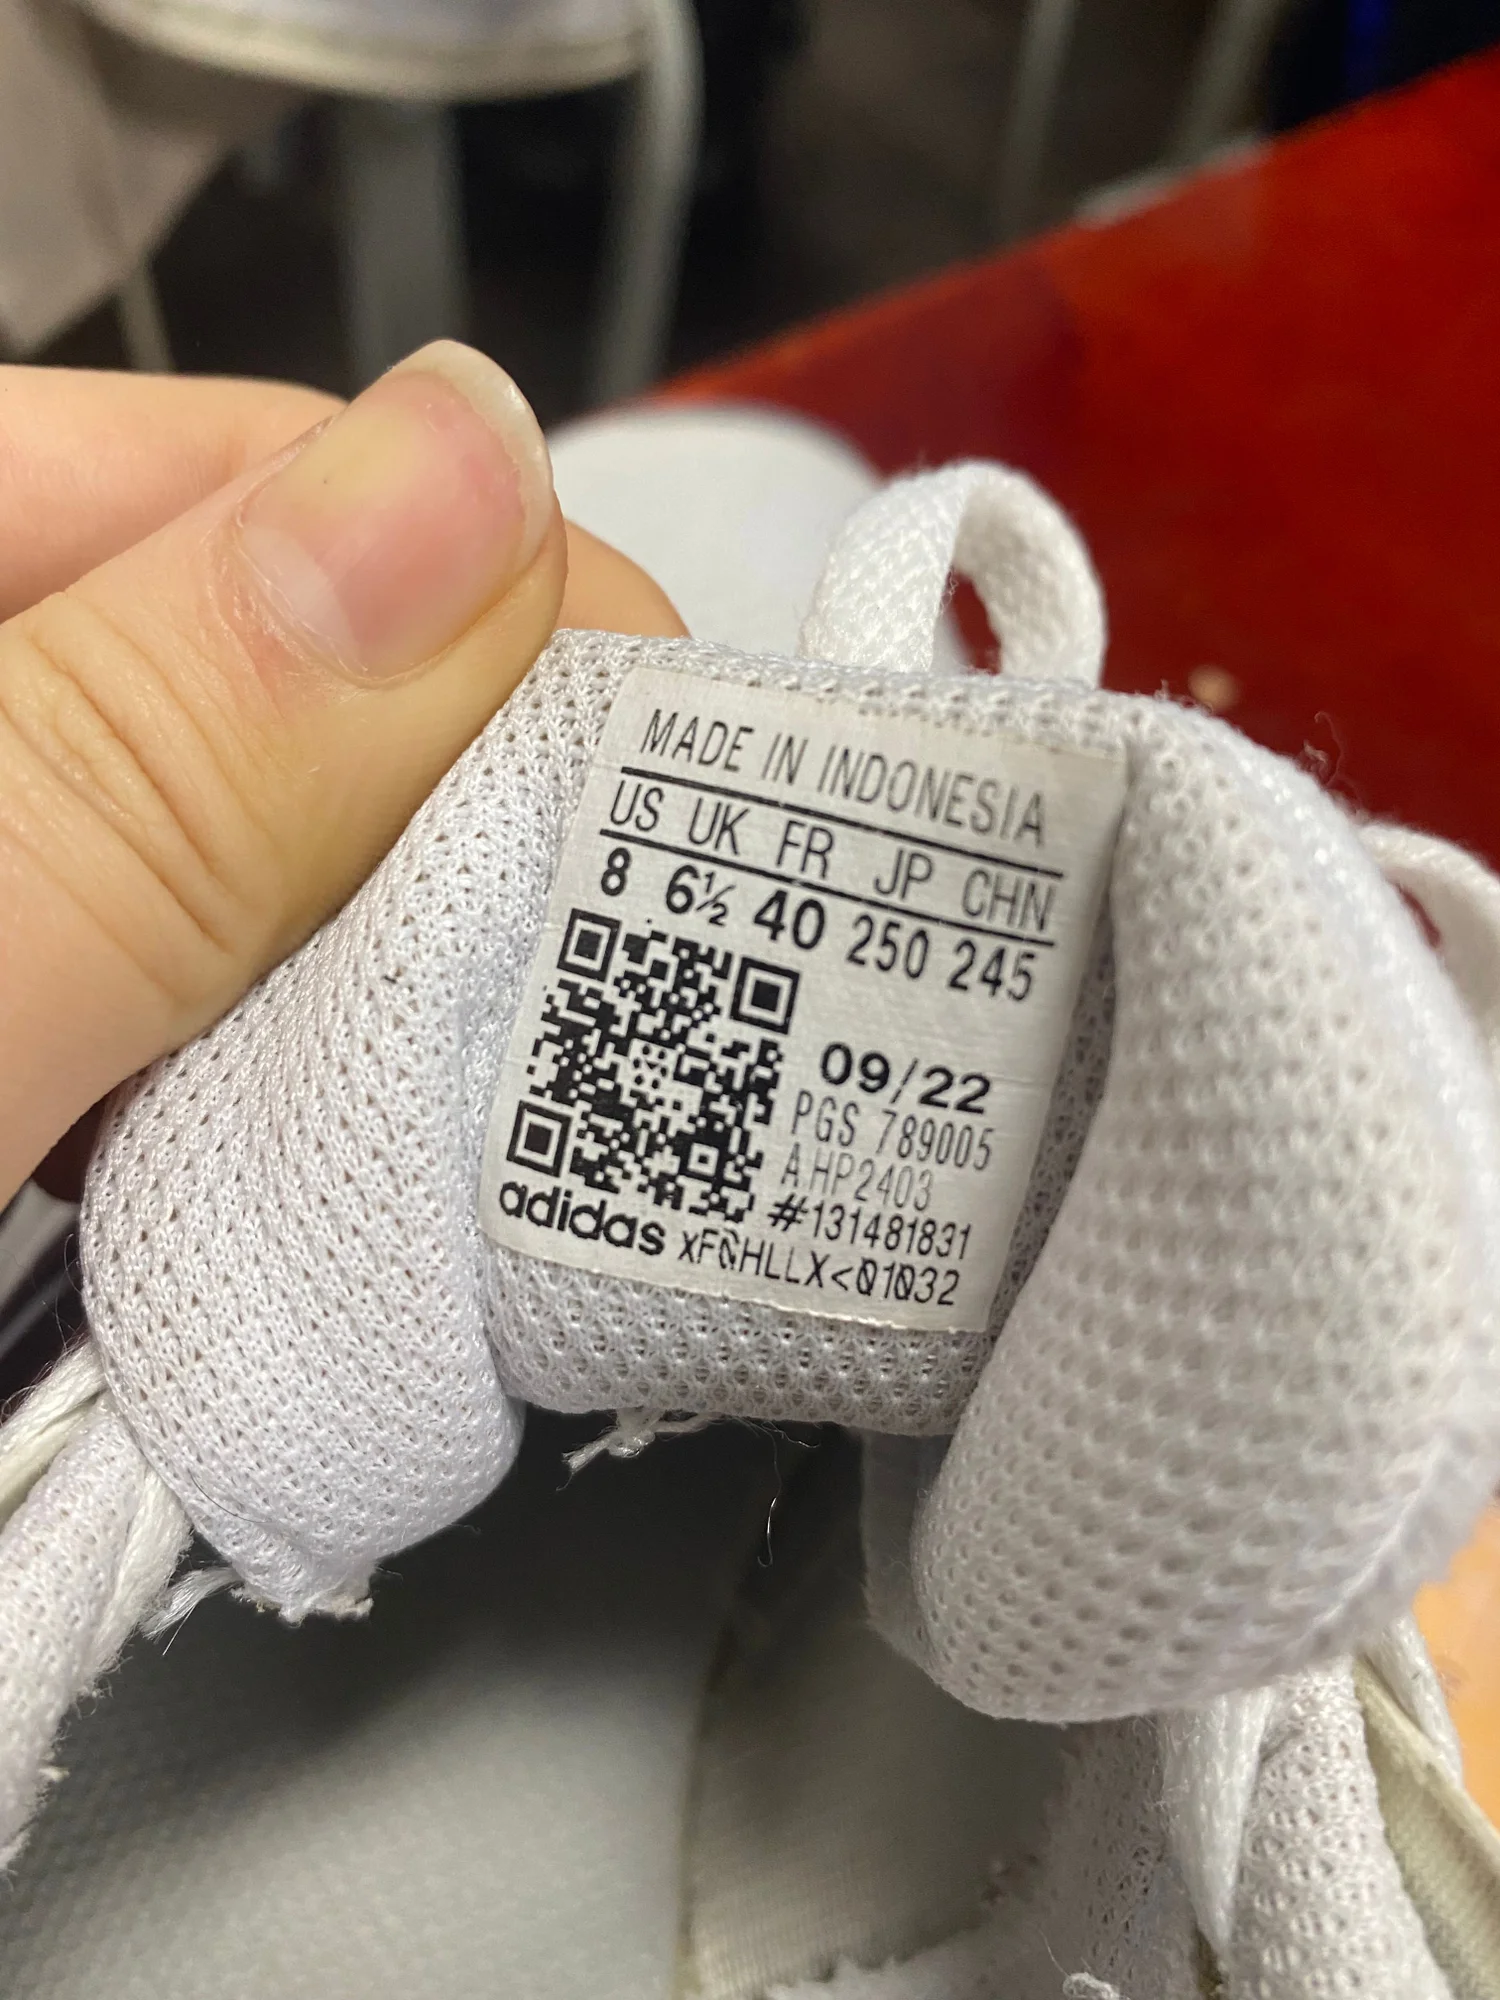 MADE IN INDONESIA
US UK FR JP CHN
8 6½ 40 250 245
09/22
PGS 789005
A HP2403
#131481831
adidas